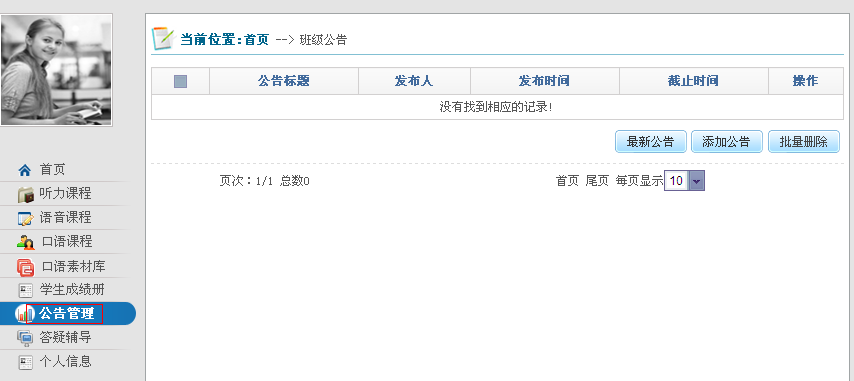 当前位置:首页 --> 班级公告
公告标题 发布人 发布时间 截止时间 操作
没有找到相应的记录!
最新公告 添加公告 批量删除
页次：1/1 总数0 首页 尾页 每页显示 10
首页
听力课程
语音课程
口语课程
口语素材库
学生成绩册
公告管理
答疑辅导
个人信息